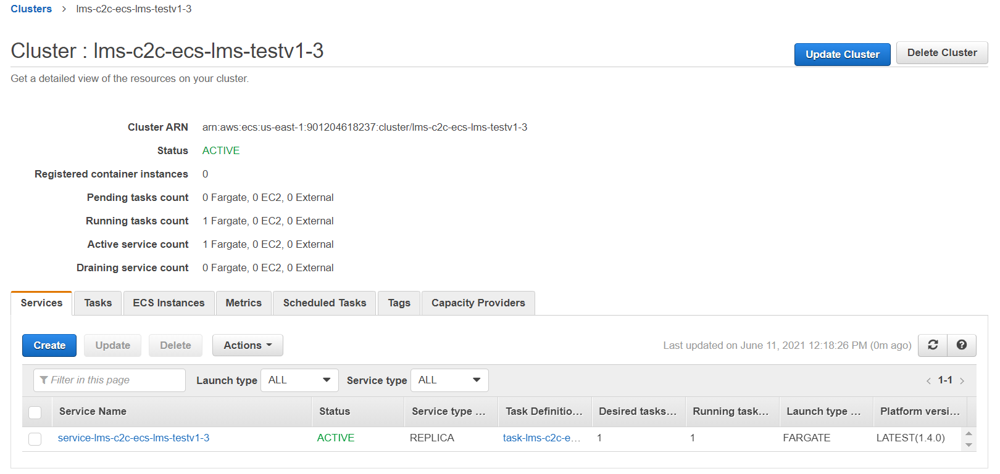 Clusters > lms-c2c-ecs-lms-testv1-3
Cluster : lms-c2c-ecs-lms-testv1-3
Update Cluster Delete Cluster
Get a detailed view of the resources on your cluster.
Cluster ARN arn:aws:ecs:us-east-1:901204618237:cluster/lms-c2c-ecs-lms-testv1-3
Status ACTIVE
Registered container instances 0
Pending tasks count 0 Fargate, 0 EC2, 0 External
Running tasks count 1 Fargate, 0 EC2, 0 External
Active service count 1 Fargate, 0 EC2, 0 External
Draining service count 0 Fargate, 0 EC2, 0 External
Services Tasks ECS Instances Metrics Scheduled Tasks Tags Capacity Providers
Create Update Delete Actions Last updated on June 11, 2021 12:18:26 PM (0m ago)
Filter in this page Launch type ALL Service type ALL < 1-1 >
Service Name Status Service type ... Task Definitio... Desired tasks... Running task... Launch type ... Platform versi...
service-lms-c2c-ecs-lms-testv1-3 ACTIVE REPLICA task-lms-c2c-e... 1 1 FARGATE LATEST(1.4.0)